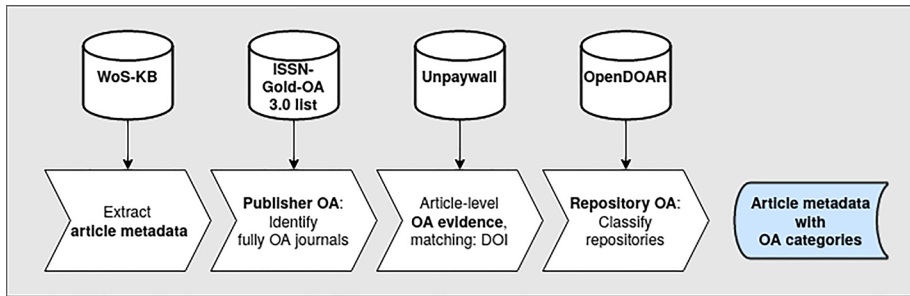 WoS-KB
ISSN-
Gold-OA
3.0 list
Unpaywall
OpenDOAR
Extract
article metadata
Publisher OA:
Identify
fully OA journals
Article-level
OA evidence,
matching: DOI
Repository OA:
Classify
repositories
Article metadata
with
OA categories